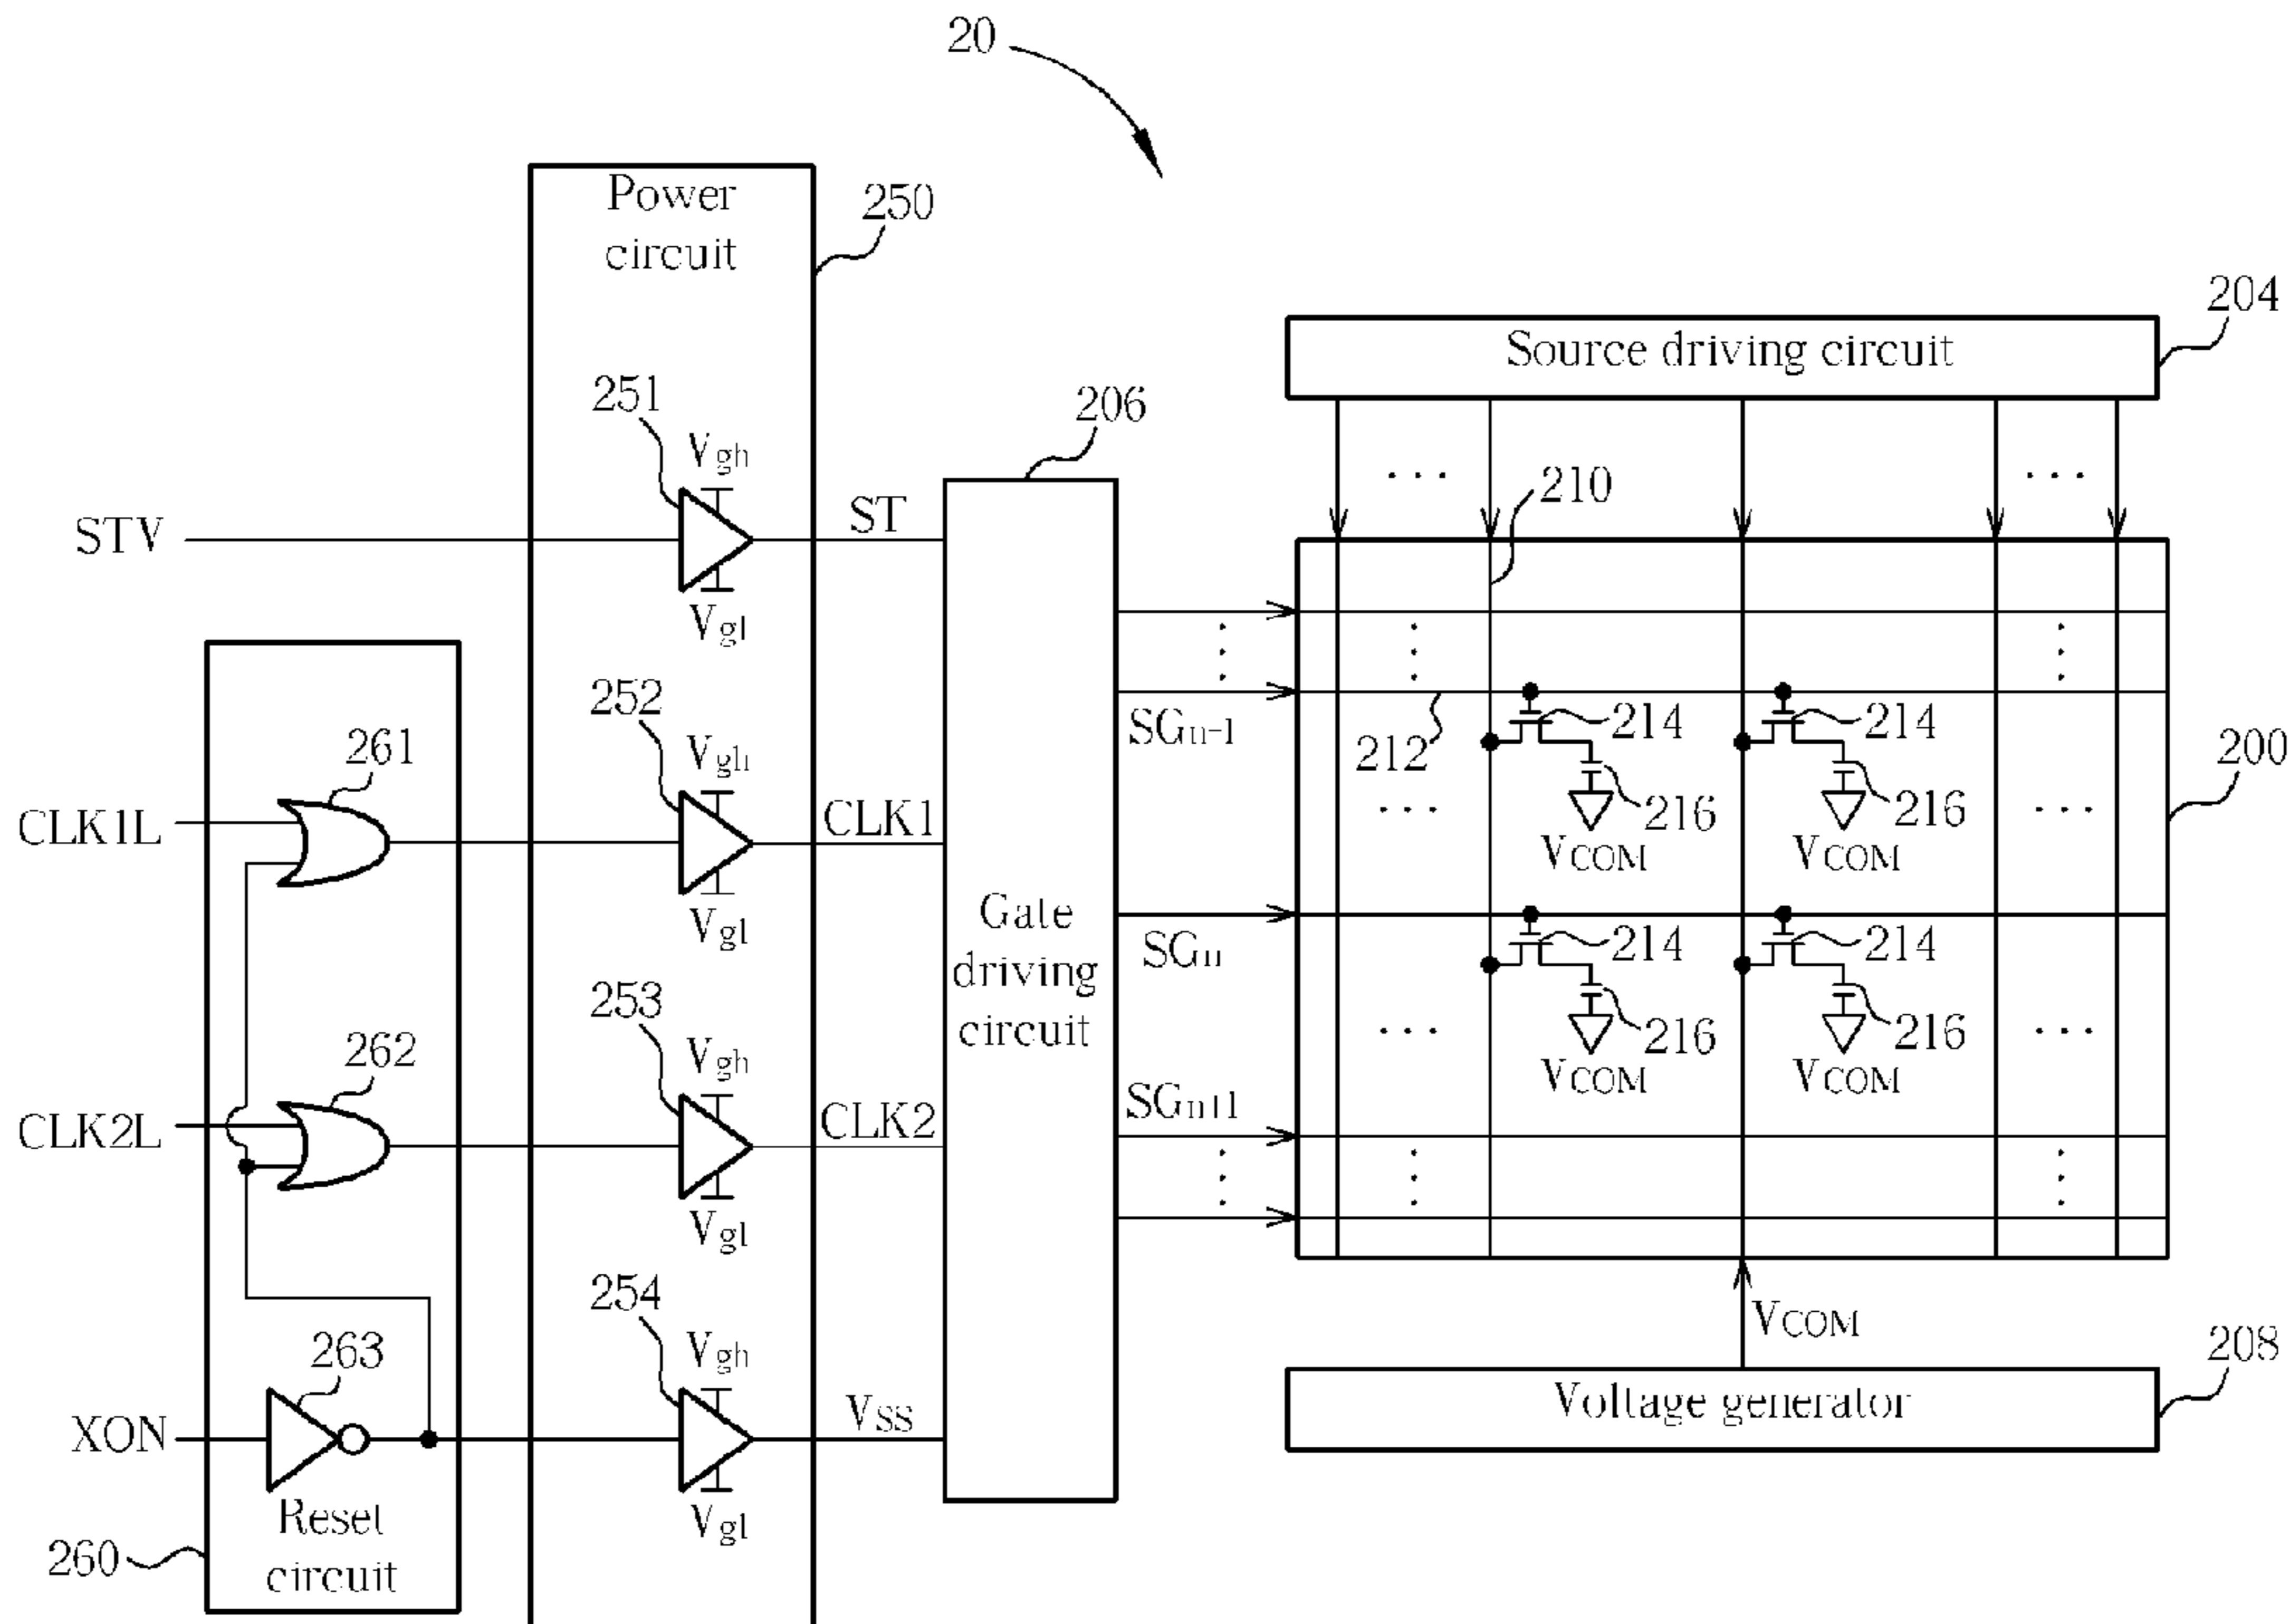 20
Power
circuit
250
204
Source driving circuit
251
Vgh
Vgl
STV
ST
206
210
252
Vgh
Vgl
261
CLK1L
CLK1
SGn-1
212
214
214
216
216
VCOM
VCOM
200
Gate
driving
circuit
SGn
214
214
216
216
VCOM
VCOM
253
Vgh
Vgl
262
CLK2L
CLK2
SGn+1
254
Vgh
Vgl
263
XON
VSS
VCOM
208
Voltage generator
Reset
circuit
260